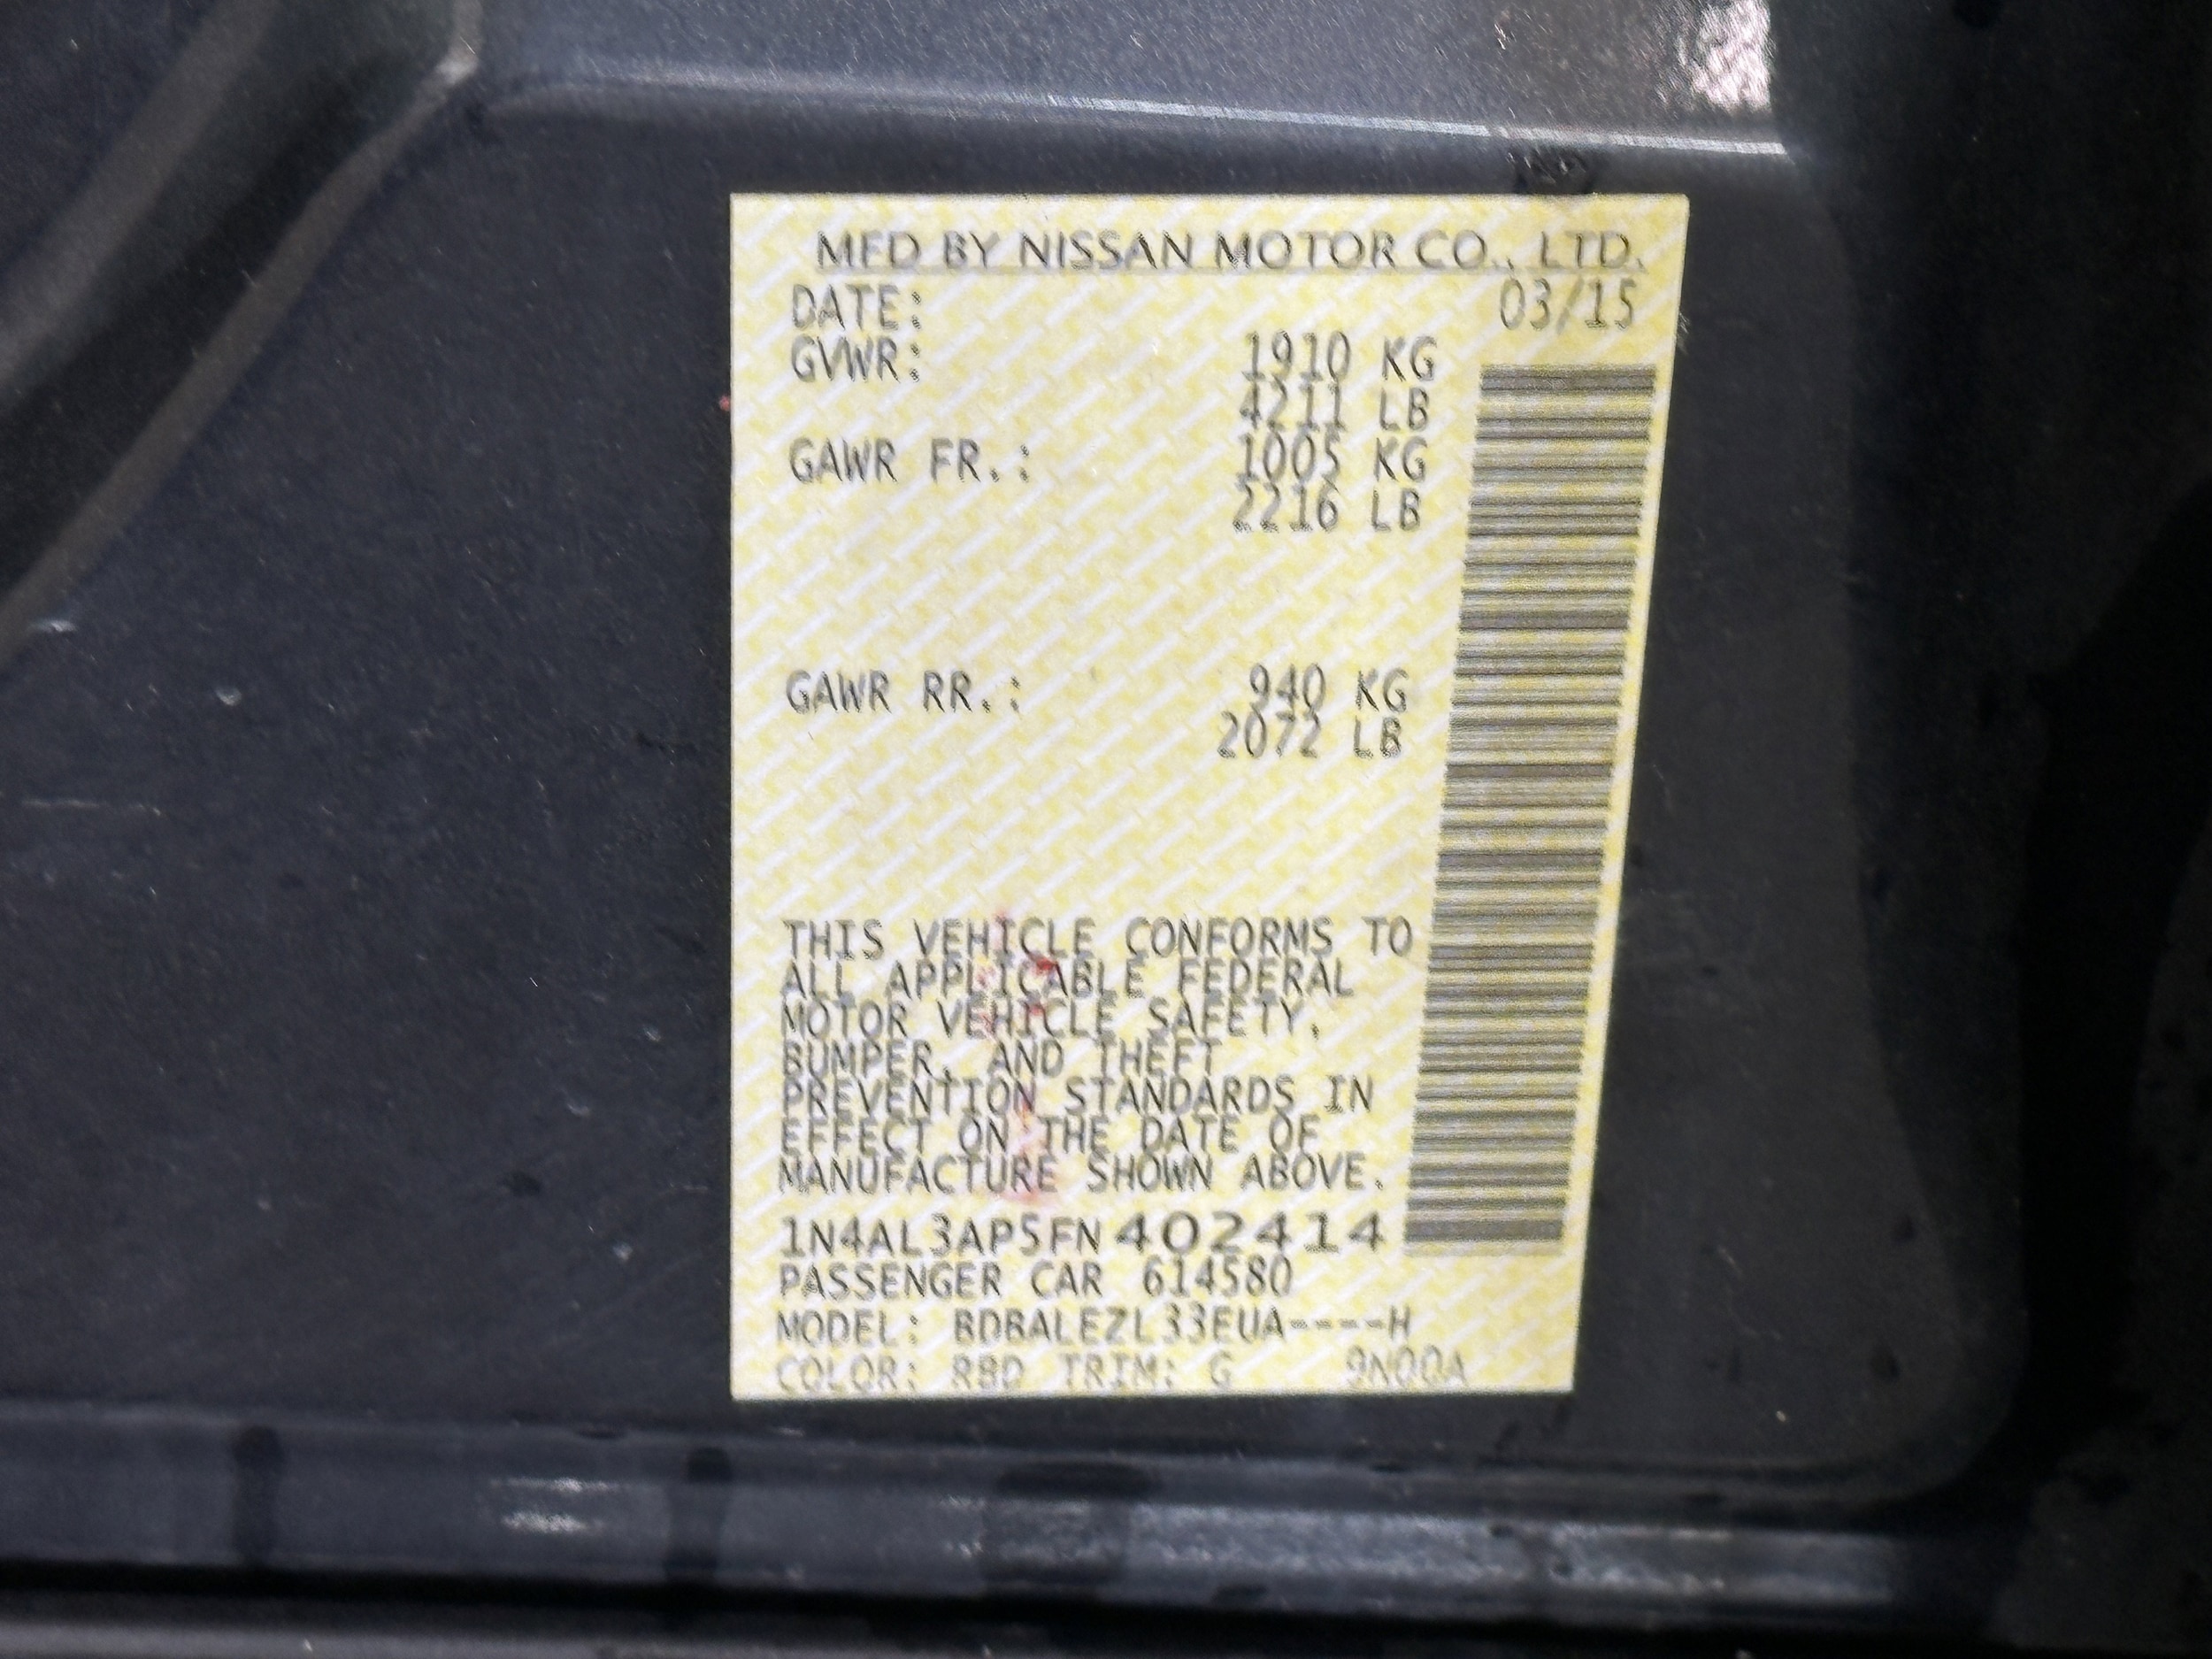 MFD BY NISSAN MOTOR CO., LTD.
DATE: 03/15
GVWR: 1910 KG
4211 LB
GAWR FR.: 1005 KG
2216 LB
GAWR RR.: 940 KG
2072 LB
THIS VEHICLE CONFORMS TO
ALL APPLICABLE FEDERAL
MOTOR VEHICLE SAFETY,
BUMPER, AND THEFT
PREVENTION STANDARDS IN
EFFECT ON THE DATE OF
MANUFACTURE SHOWN ABOVE.
1N4AL3AP5FN402414
PASSENGER CAR 614580
MODEL: BDBALEZL33EUA----H
COLOR: RBD TRIM: G 9N00A